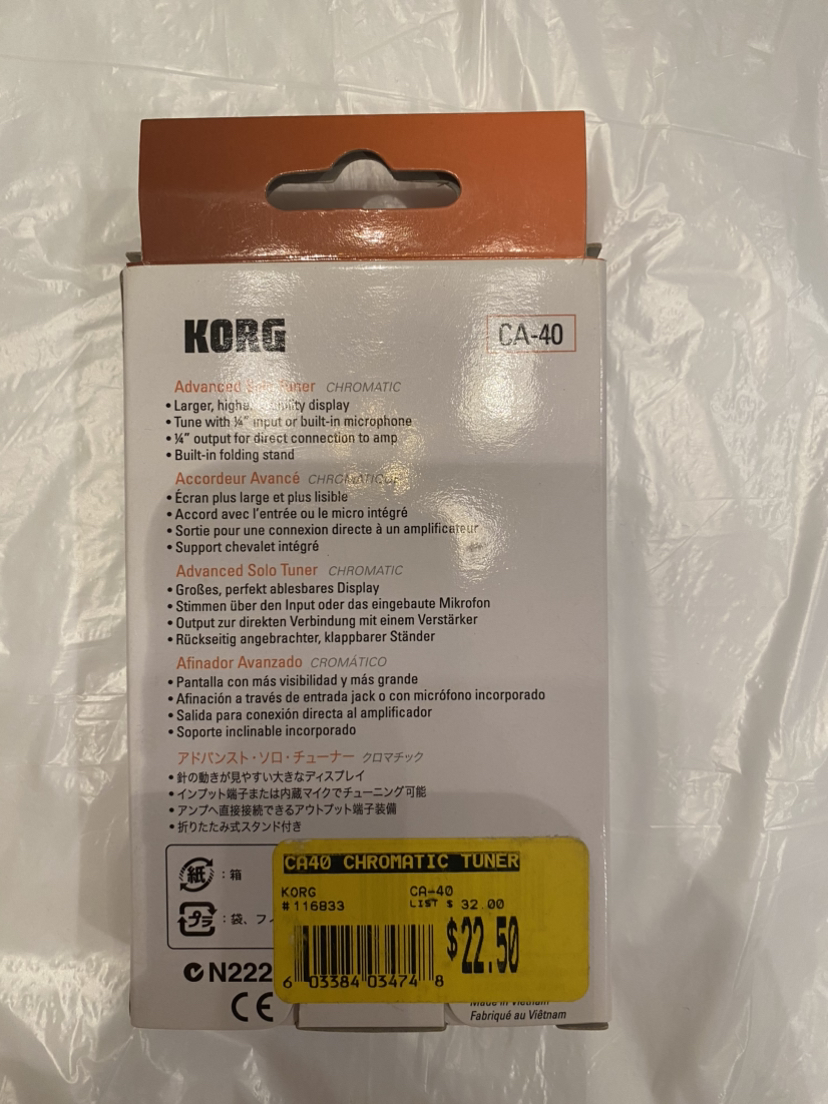 KORG
CA-40
Advanced Solo Tuner CHROMATIC
• Larger, display
• Tune with ¼" input or built-in microphone
• ¼" output for direct connection to amp
• Built-in folding stand
Accordeur Avancé CHROMATIQUE
• Écran plus large et plus lisible
• Accord avec l'entrée ou le micro intégré
• Sortie pour une connexion directe à un amplificateur
• Support chevalet intégré
Advanced Solo Tuner CHROMATIC
• Großes, perfekt ablesbares Display
• Stimmen über den Input oder das eingebaute Mikrofon
• Output zur direkten Verbindung mit einem Verstärker
• Rückseitig angebrachter, klappbarer Ständer
Afinador Avanzado CROMÁTICO
• Pantalla con más visibilidad y más grande
• Afinación a través de entrada jack o con micrófono incorporado
• Salida para conexión directa al amplificador
• Soporte inclinable incorporado
アドバンスト・ソロ・チューナー クロマチック
• 針の動きが見やすい大きなディスプレイ
• インプット端子または内蔵マイクでチューニング可能
• アンプへ直接接続できるアウトプット端子装備
• 折りたたみ式スタンド付き
紙 : 箱
プラ : 袋、フィ
N222
CE
CA40 CHROMATIC TUNER
KORG CA-40
#116833 LIST $ 32.00
$22.50
6 03384 03474 8
Made in Vietnam
Fabriqué au Viêtnam